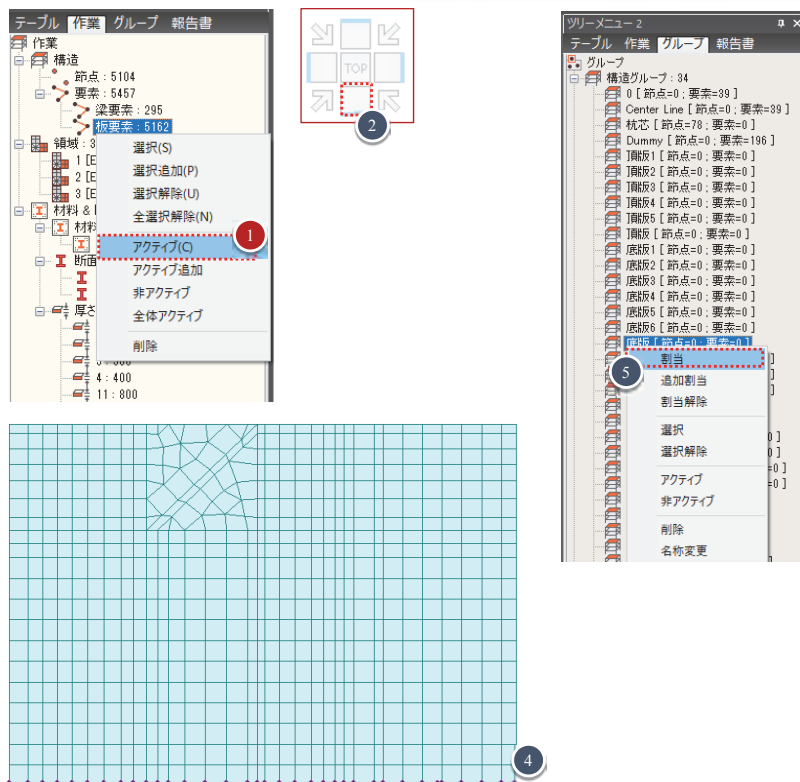 テーブル 作業 グループ 報告書
作業
構造
節点 : 5104
要素 : 5457
梁要素 : 295
板要素 : 5162
領域 : 3
1 [E
2 [E
3 [E
材料 &
材料
断面
厚さ
4 : 400
11 : 800
選択(S)
選択追加(P)
選択解除(U)
全選択解除(N)
アクティブ(C)
アクティブ追加
非アクティブ
全体アクティブ
削除
1
TOP
2
ツリーメニュー 2
テーブル 作業 グループ 報告書
グループ
構造グループ : 34
0 [ 節点=0 ; 要素=39 ]
Center Line [ 節点=0 ; 要素=39 ]
杭芯 [ 節点=78 ; 要素=0 ]
Dummy [ 節点=0 ; 要素=196 ]
頂版1 [ 節点=0 ; 要素=0 ]
頂版2 [ 節点=0 ; 要素=0 ]
頂版3 [ 節点=0 ; 要素=0 ]
頂版4 [ 節点=0 ; 要素=0 ]
頂版5 [ 節点=0 ; 要素=0 ]
頂版 [ 節点=0 ; 要素=0 ]
底版1 [ 節点=0 ; 要素=0 ]
底版2 [ 節点=0 ; 要素=0 ]
底版3 [ 節点=0 ; 要素=0 ]
底版4 [ 節点=0 ; 要素=0 ]
底版5 [ 節点=0 ; 要素=0 ]
底版6 [ 節点=0 ; 要素=0 ]
底版 [ 節点=0 ; 要素=0 ]
割当
追加割当
割当解除
選択
選択解除
アクティブ
非アクティブ
削除
名称変更
5
4